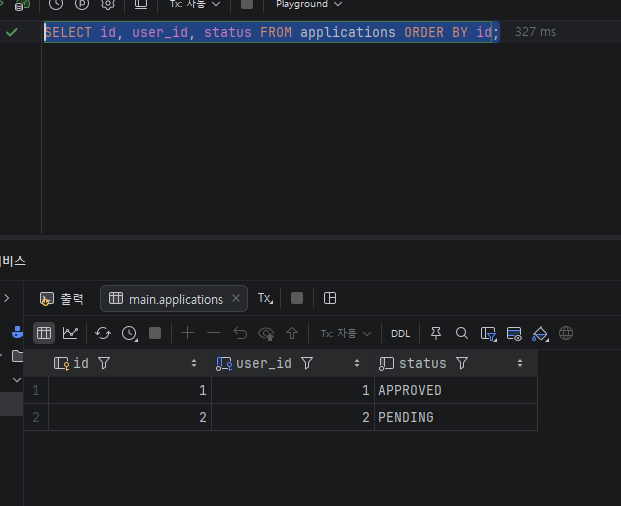 Tx: 자동 Playground
SELECT id, user_id, status FROM applications ORDER BY id; 327 ms
비스
출력 main.applications Tx
Tx: 자동 DDL
id user_id status
1 1 1 APPROVED
2 2 2 PENDING